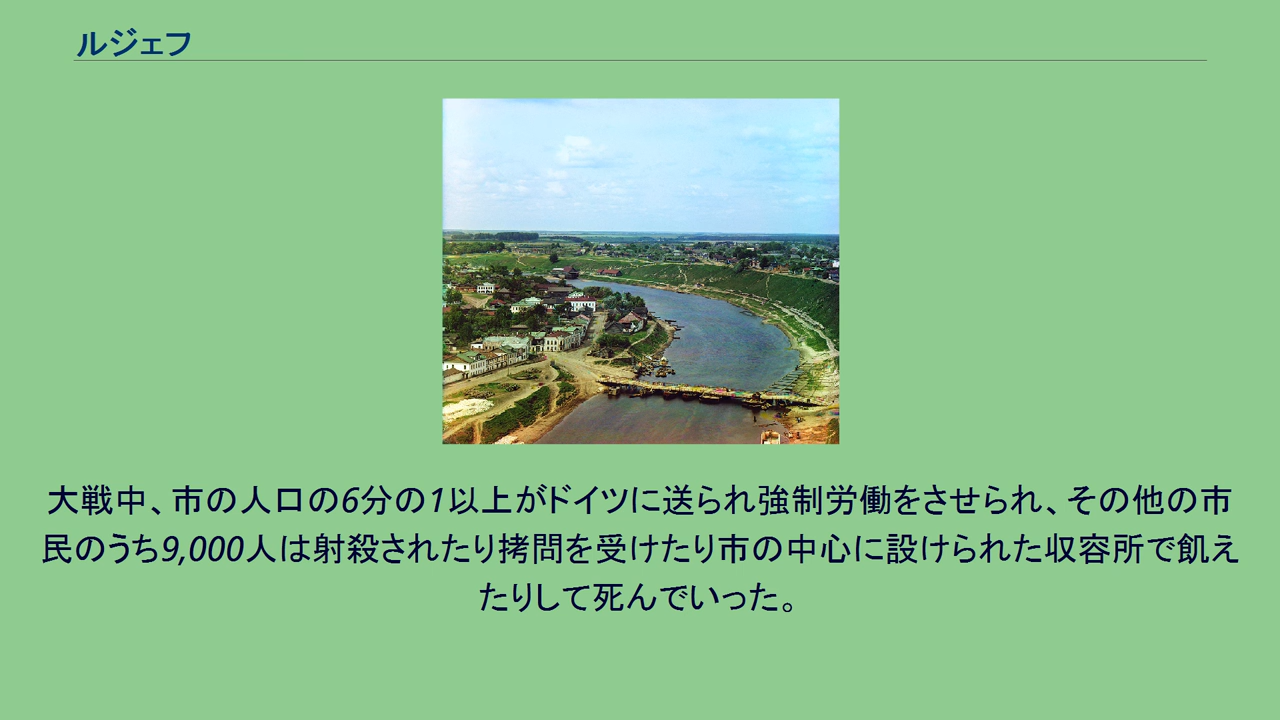 ルジェフ
大戦中、市の人口の6分の1以上がドイツに送られ強制労働をさせられ、その他の市
民のうち9,000人は射殺されたり拷問を受けたり市の中心に設けられた収容所で飢え
たりして死んでいった。